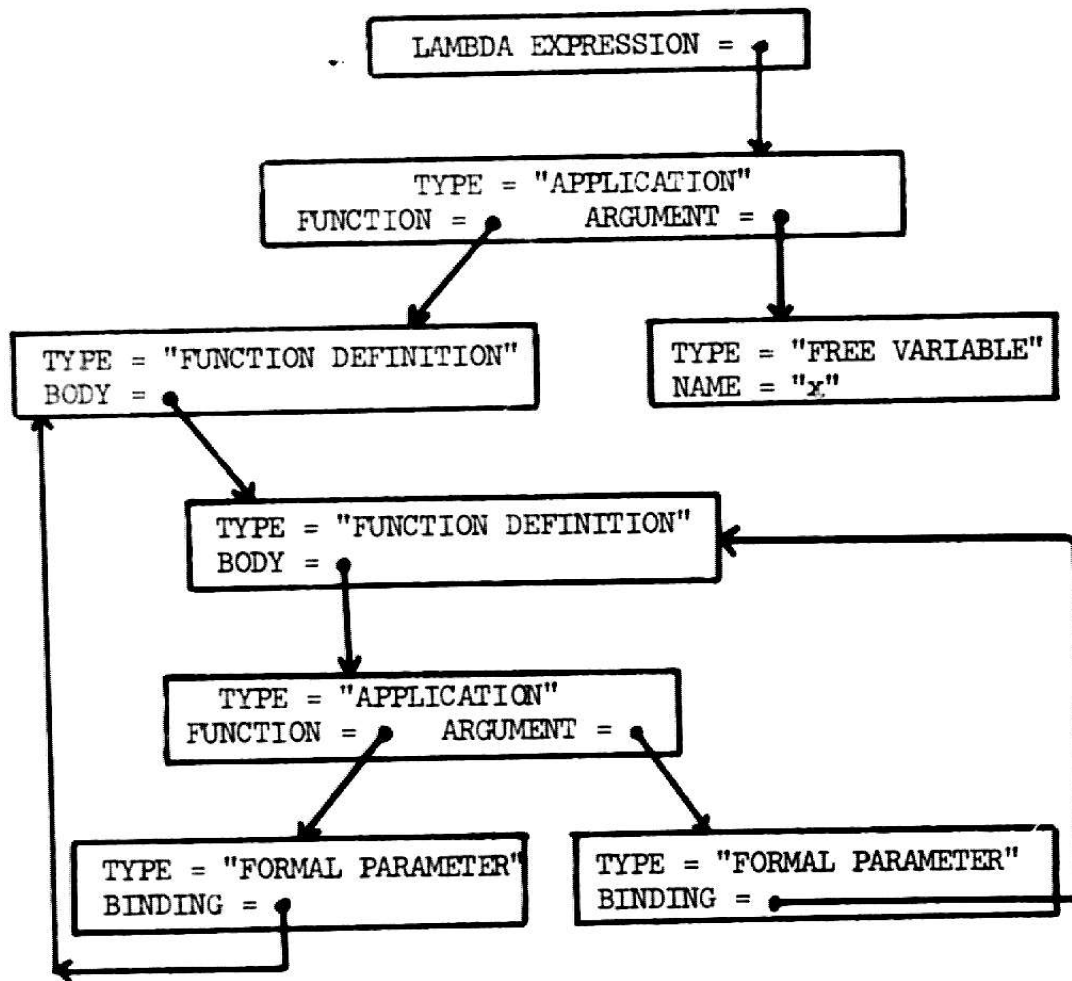 LAMBDA EXPRESSION =
TYPE = "APPLICATION"
FUNCTION = ARGUMENT =
TYPE = "FUNCTION DEFINITION"
BODY =
TYPE = "FREE VARIABLE"
NAME = "x"
TYPE = "FUNCTION DEFINITION"
BODY =
TYPE = "APPLICATION"
FUNCTION = ARGUMENT =
TYPE = "FORMAL PARAMETER"
BINDING =
TYPE = "FORMAL PARAMETER"
BINDING =